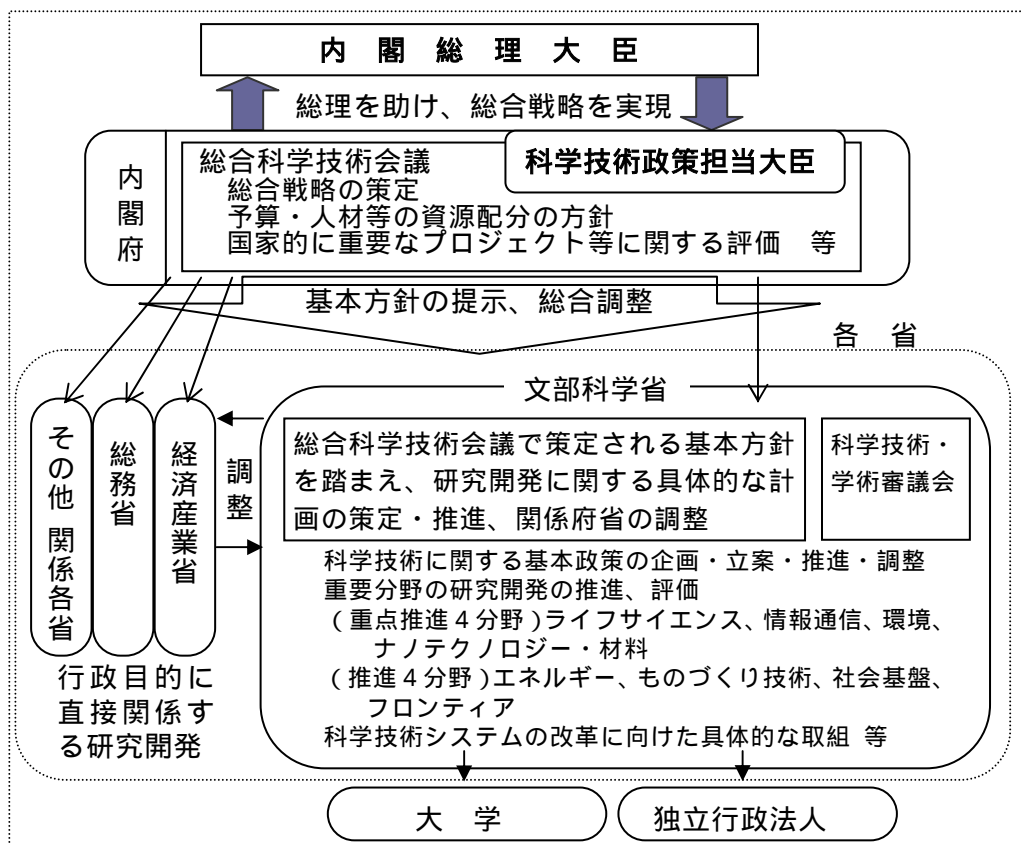 内閣総理大臣
総理を助け、総合戦略を実現
内閣府
総合科学技術会議
科学技術政策担当大臣
総合戦略の策定
予算・人材等の資源配分の方針
国家的に重要なプロジェクト等に関する評価 等
基本方針の提示、総合調整
各省
その他 関係各省
総務省
経済産業省
調整
行政目的に
直接関係す
る研究開発
文部科学省
総合科学技術会議で策定される基本方針
を踏まえ、研究開発に関する具体的な計
画の策定・推進、関係府省の調整
科学技術・
学術審議会
科学技術に関する基本政策の企画・立案・推進・調整
重要分野の研究開発の推進、評価
(重点推進4分野)ライフサイエンス、情報通信、環境、
ナノテクノロジー・材料
(推進4分野)エネルギー、ものづくり技術、社会基盤、
フロンティア
科学技術システムの改革に向けた具体的な取組 等
大学
独立行政法人